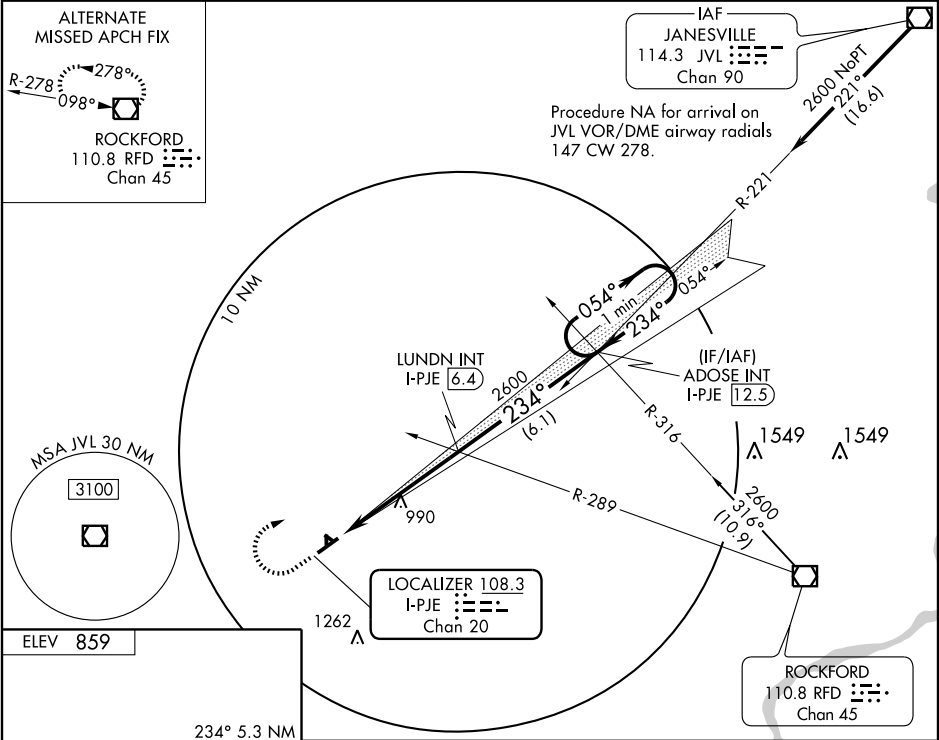 ALTERNATE
MISSED APCH FIX
R-278
278°
098°
ROCKFORD
110.8 RFD
Chan 45
IAF
JANESVILLE
114.3 JVL
Chan 90
2600 NoPT
221°
(16.6)
Procedure NA for arrival on
JVL VOR/DME airway radials
147 CW 278.
R-221
10 NM
054°
1 min
234°
054°
LUNDN INT
I-PJE 6.4
2600
234°
(6.1)
(IF/IAF)
ADOSE INT
I-PJE 12.5
R-316
1549
1549
MSA JVL 30 NM
3100
R-289
2600
316°
(10.9)
990
LOCALIZER 108.3
I-PJE
Chan 20
1262
ELEV 859
234° 5.3 NM
ROCKFORD
110.8 RFD
Chan 45